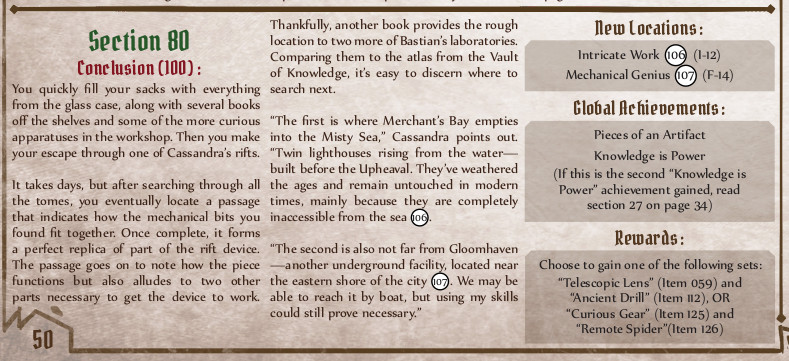 Section 80
Conclusion (100):
You quickly fill your sacks with everything
from the glass case, along with several books
off the shelves and some of the more curious
apparatuses in the workshop. Then you make
your escape through one of Cassandra's rifts.
It takes days, but after searching through all
the tomes, you eventually locate a passage
that indicates how the mechanical bits you
found fit together. Once complete, it forms
a perfect replica of part of the rift device.
The passage goes on to note how the piece
functions but also alludes to two other
parts necessary to get the device to work.
50
Thankfully, another book provides the rough
location to two more of Bastian's laboratories.
Comparing them to the atlas from the Vault
of Knowledge, it's easy to discern where to
search next.
"The first is where Merchant's Bay empties
into the Misty Sea," Cassandra points out.
"Twin lighthouses rising from the water—
built before the Upheaval. They've weathered
the ages and remain untouched in modern
times, mainly because they are completely
inaccessible from the sea 106.
"The second is also not far from Gloomhaven
—another underground facility, located near
the eastern shore of the city 107. We may be
able to reach it by boat, but using my skills
could still prove necessary."
New Locations:
Intricate Work 106 (I-12)
Mechanical Genius 107 (F-14)
Global Achievements:
Pieces of an Artifact
Knowledge is Power
(If this is the second "Knowledge is
Power" achievement gained, read
section 27 on page 34)
Rewards:
Choose to gain one of the following sets:
"Telescopic Lens" (Item 059) and
"Ancient Drill" (Item 112), OR
"Curious Gear" (Item 125) and
"Remote Spider"(Item 126)